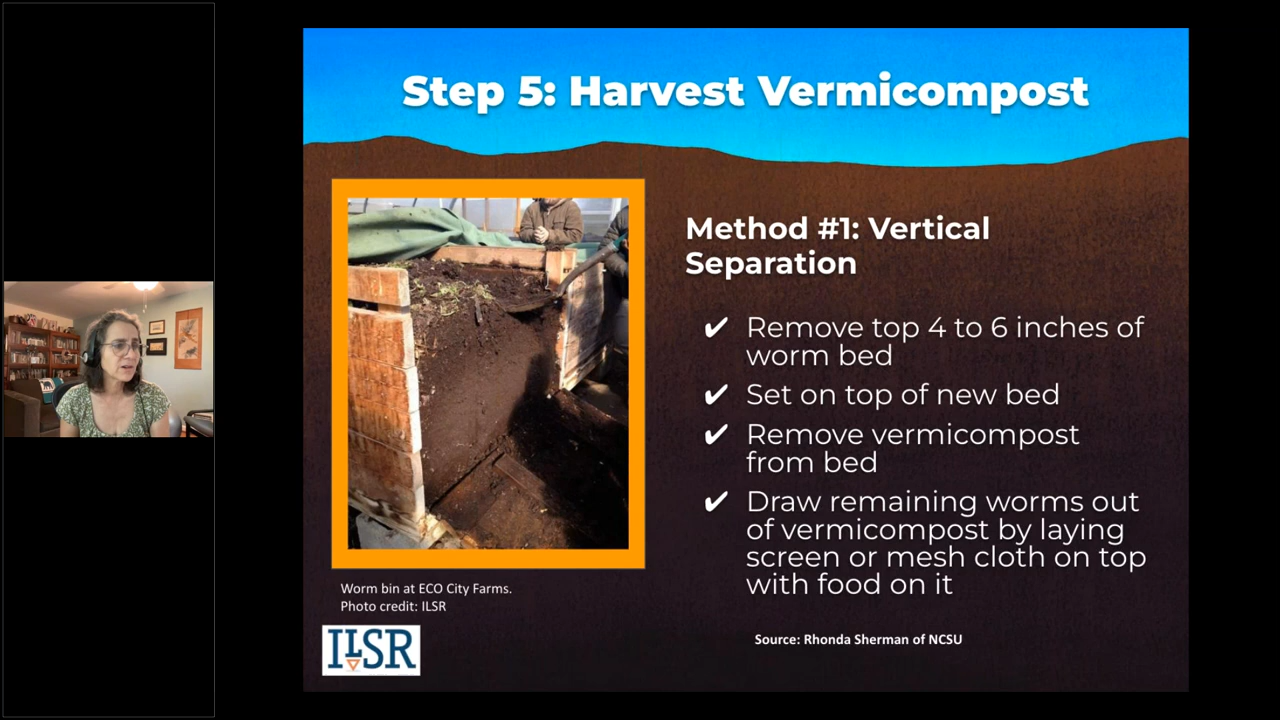 Step 5: Harvest Vermicompost
Method #1: Vertical
Separation
✔ Remove top 4 to 6 inches of
worm bed
✔ Set on top of new bed
✔ Remove vermicompost
from bed
✔ Draw remaining worms out
of vermicompost by laying
screen or mesh cloth on top
with food on it
Worm bin at ECO City Farms.
Photo credit: ILSR
ILSR
Source: Rhonda Sherman of NCSU